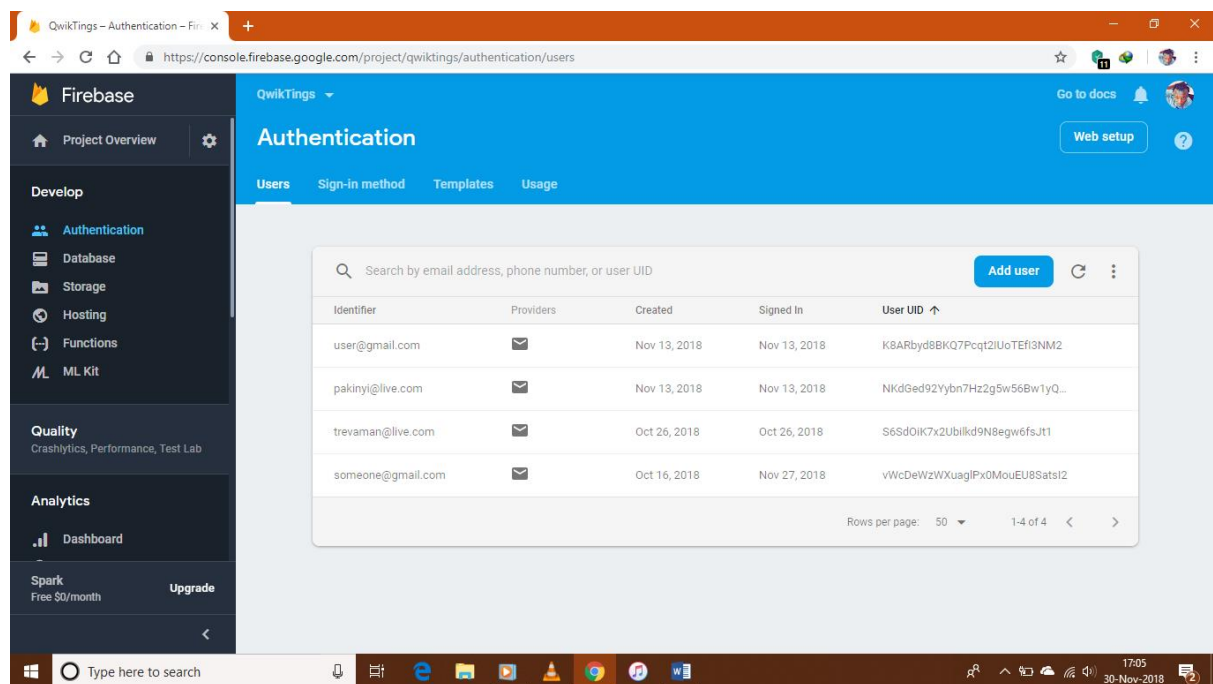 QwikTings – Authentication – Fire
https://console.firebase.google.com/project/qwiktings/authentication/users
11
Firebase
QwikTings
Go to docs
Project Overview
Authentication
Web setup
Develop
Users Sign-in method Templates Usage
Authentication
Database
Storage
Hosting
Functions
ML Kit
Search by email address, phone number, or user UID
Add user
Identifier Providers Created Signed In User UID
user@gmail.com Nov 13, 2018 Nov 13, 2018 K8ARbyd8BKQ7Pcqt2IUoTEfI3NM2
pakinyi@live.com Nov 13, 2018 Nov 13, 2018 NKdGed92Yybn7Hz2g5w56Bw1yQ...
trevaman@live.com Oct 26, 2018 Oct 26, 2018 S6SdOiK7x2Ubilkd9N8egw6fsJt1
someone@gmail.com Oct 16, 2018 Nov 27, 2018 vWcDeWzWXuaglPx0MouEU8SatsI2
Rows per page: 50 1-4 of 4
Quality
Crashlytics, Performance, Test Lab
Analytics
Dashboard
Spark
Free $0/month
Upgrade
Type here to search
17:05
30-Nov-2018
2